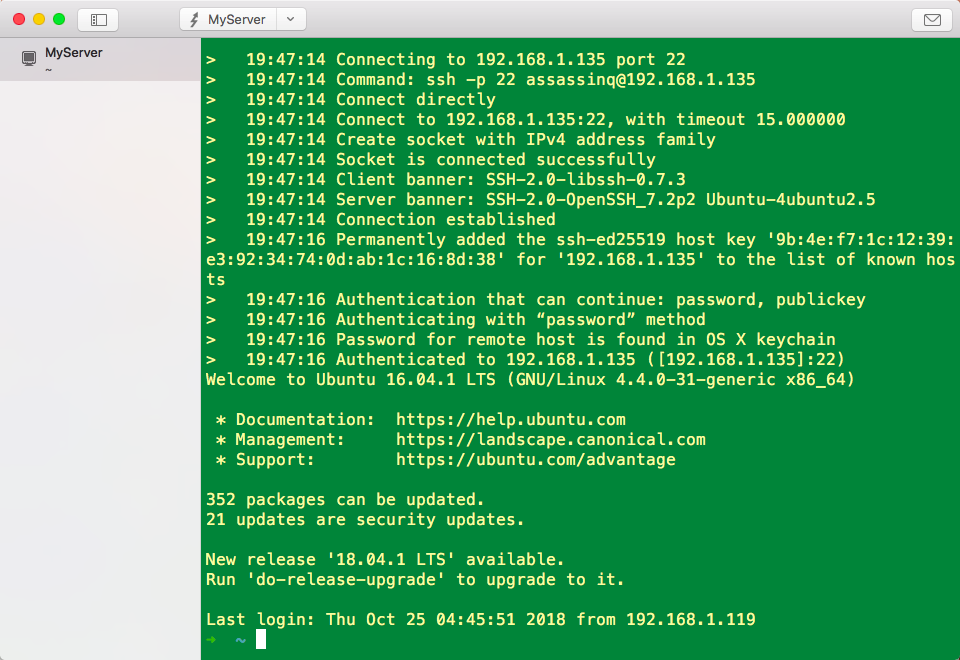 MyServer
MyServer
~
>   19:47:14 Connecting to 192.168.1.135 port 22
>   19:47:14 Command: ssh -p 22 assassinq@192.168.1.135
>   19:47:14 Connect directly
>   19:47:14 Connect to 192.168.1.135:22, with timeout 15.000000
>   19:47:14 Create socket with IPv4 address family
>   19:47:14 Socket is connected successfully
>   19:47:14 Client banner: SSH-2.0-libssh-0.7.3
>   19:47:14 Server banner: SSH-2.0-OpenSSH_7.2p2 Ubuntu-4ubuntu2.5
>   19:47:14 Connection established
>   19:47:16 Permanently added the ssh-ed25519 host key '9b:4e:f7:1c:12:39:
e3:92:34:74:0d:ab:1c:16:8d:38' for '192.168.1.135' to the list of known hos
ts
>   19:47:16 Authentication that can continue: password, publickey
>   19:47:16 Authenticating with “password” method
>   19:47:16 Password for remote host is found in OS X keychain
>   19:47:16 Authenticated to 192.168.1.135 ([192.168.1.135]:22)
Welcome to Ubuntu 16.04.1 LTS (GNU/Linux 4.4.0-31-generic x86_64)
 * Documentation:  https://help.ubuntu.com
 * Management:     https://landscape.canonical.com
 * Support:        https://ubuntu.com/advantage
352 packages can be updated.
21 updates are security updates.
New release '18.04.1 LTS' available.
Run 'do-release-upgrade' to upgrade to it.
Last login: Thu Oct 25 04:45:51 2018 from 192.168.1.119
➜  ~